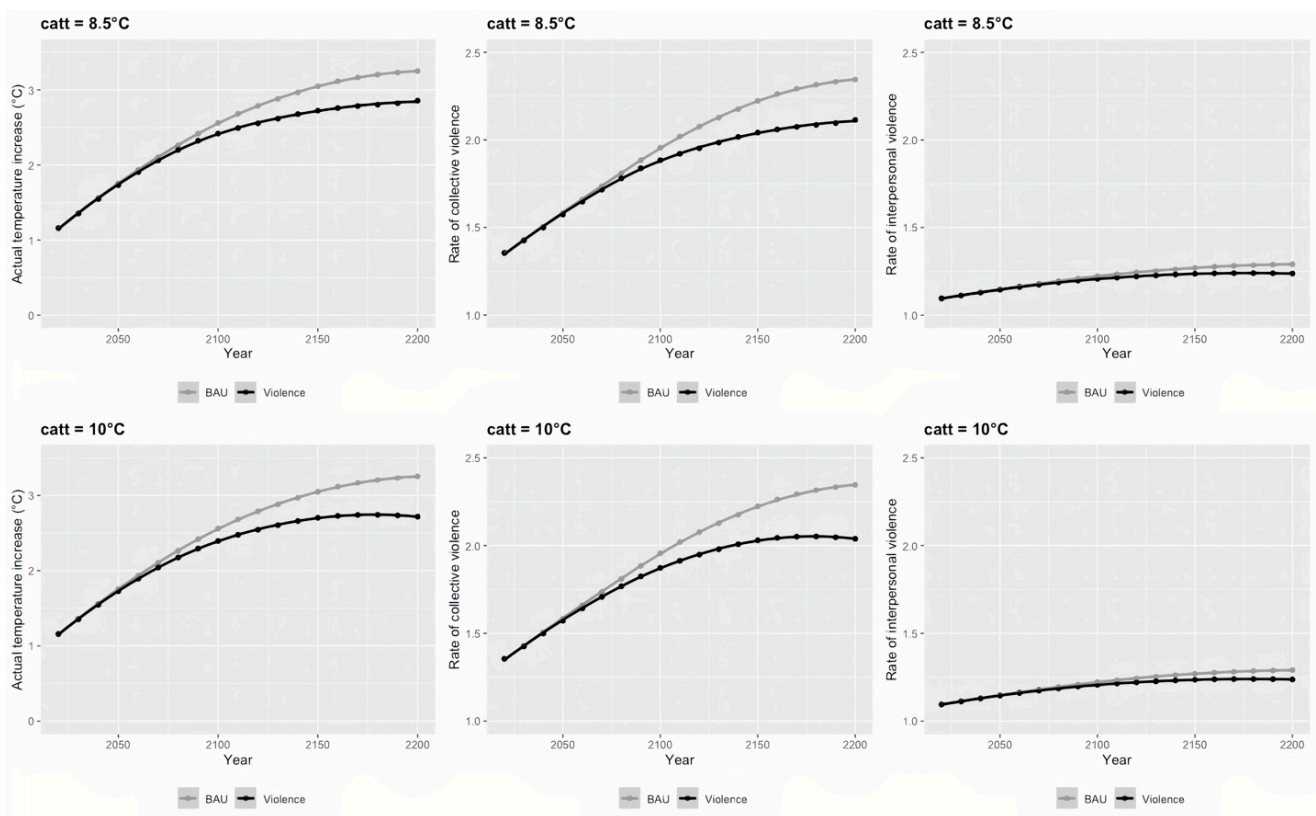 catt = 8.5°C
Actual temperature increase (°C)
3
2
1
0
2050 2100 2150 2200
Year
BAU Violence
catt = 8.5°C
Rate of collective violence
2.5
2.0
1.5
1.0
2050 2100 2150 2200
Year
BAU Violence
catt = 8.5°C
Rate of interpersonal violence
2.5
2.0
1.5
1.0
2050 2100 2150 2200
Year
BAU Violence
catt = 10°C
Actual temperature increase (°C)
3
2
1
0
2050 2100 2150 2200
Year
BAU Violence
catt = 10°C
Rate of collective violence
2.5
2.0
1.5
1.0
2050 2100 2150 2200
Year
BAU Violence
catt = 10°C
Rate of interpersonal violence
2.5
2.0
1.5
1.0
2050 2100 2150 2200
Year
BAU Violence